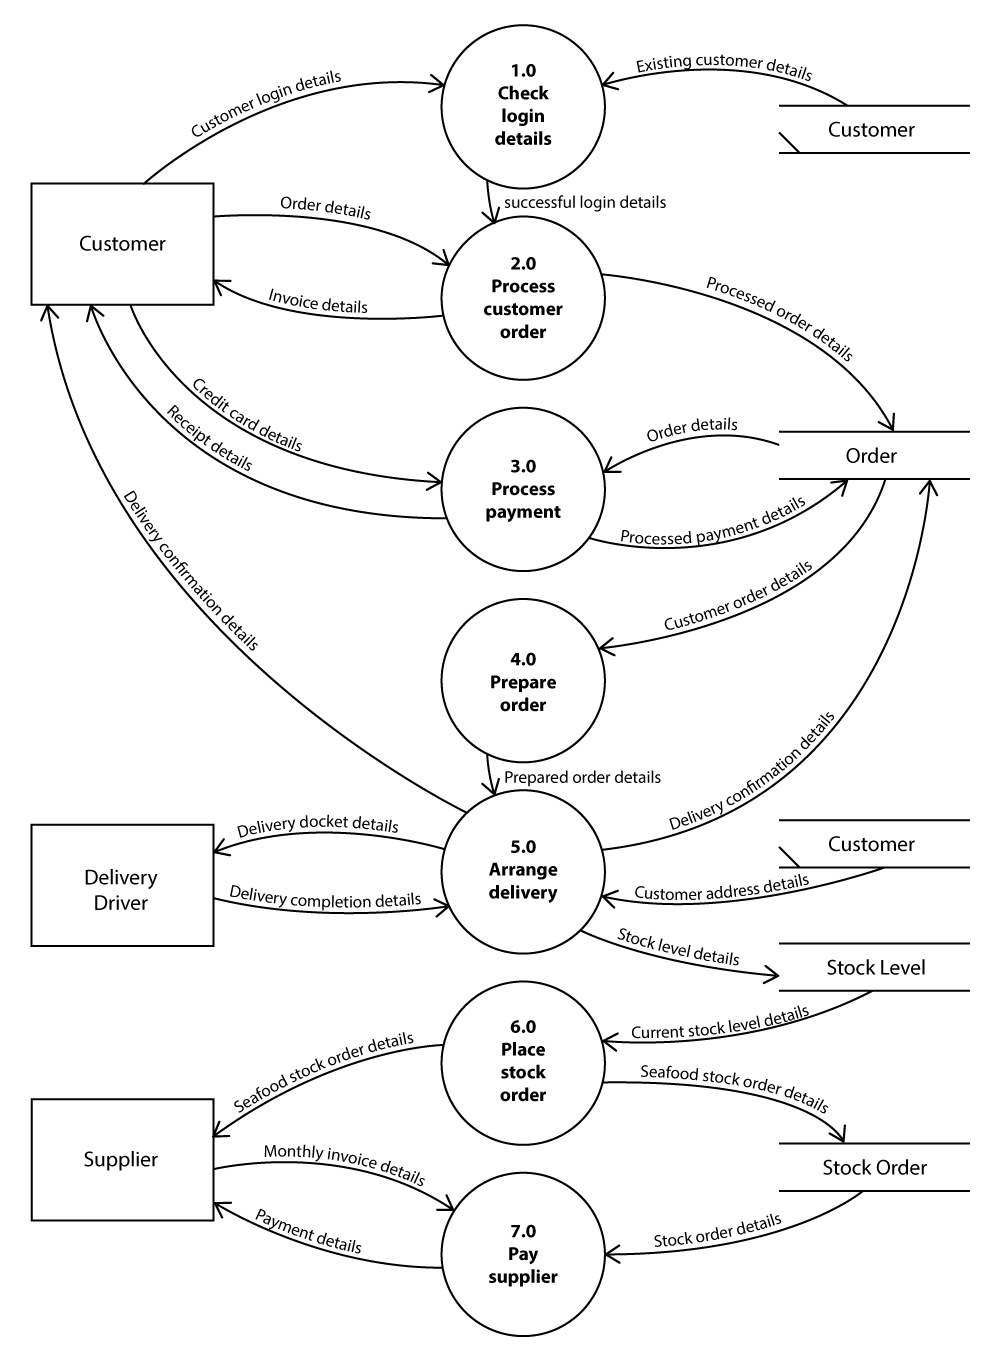 1.0
Check
login
details
Customer login details
Existing customer details
Customer
successful login details
Customer
Order details
Invoice details
2.0
Process
customer
order
Processed order details
Credit card details
Receipt details
3.0
Process
payment
Order details
Order
Processed payment details
Customer order details
Delivery confirmation details
4.0
Prepare
order
Prepared order details
Delivery confirmation details
Delivery docket details
Delivery
Driver
Delivery completion details
5.0
Arrange
delivery
Customer
Customer address details
Stock level details
Stock Level
Current stock level details
6.0
Place
stock
order
Seafood stock order details
Seafood stock order details
Supplier
Monthly invoice details
Stock Order
Payment details
7.0
Pay
supplier
Stock order details